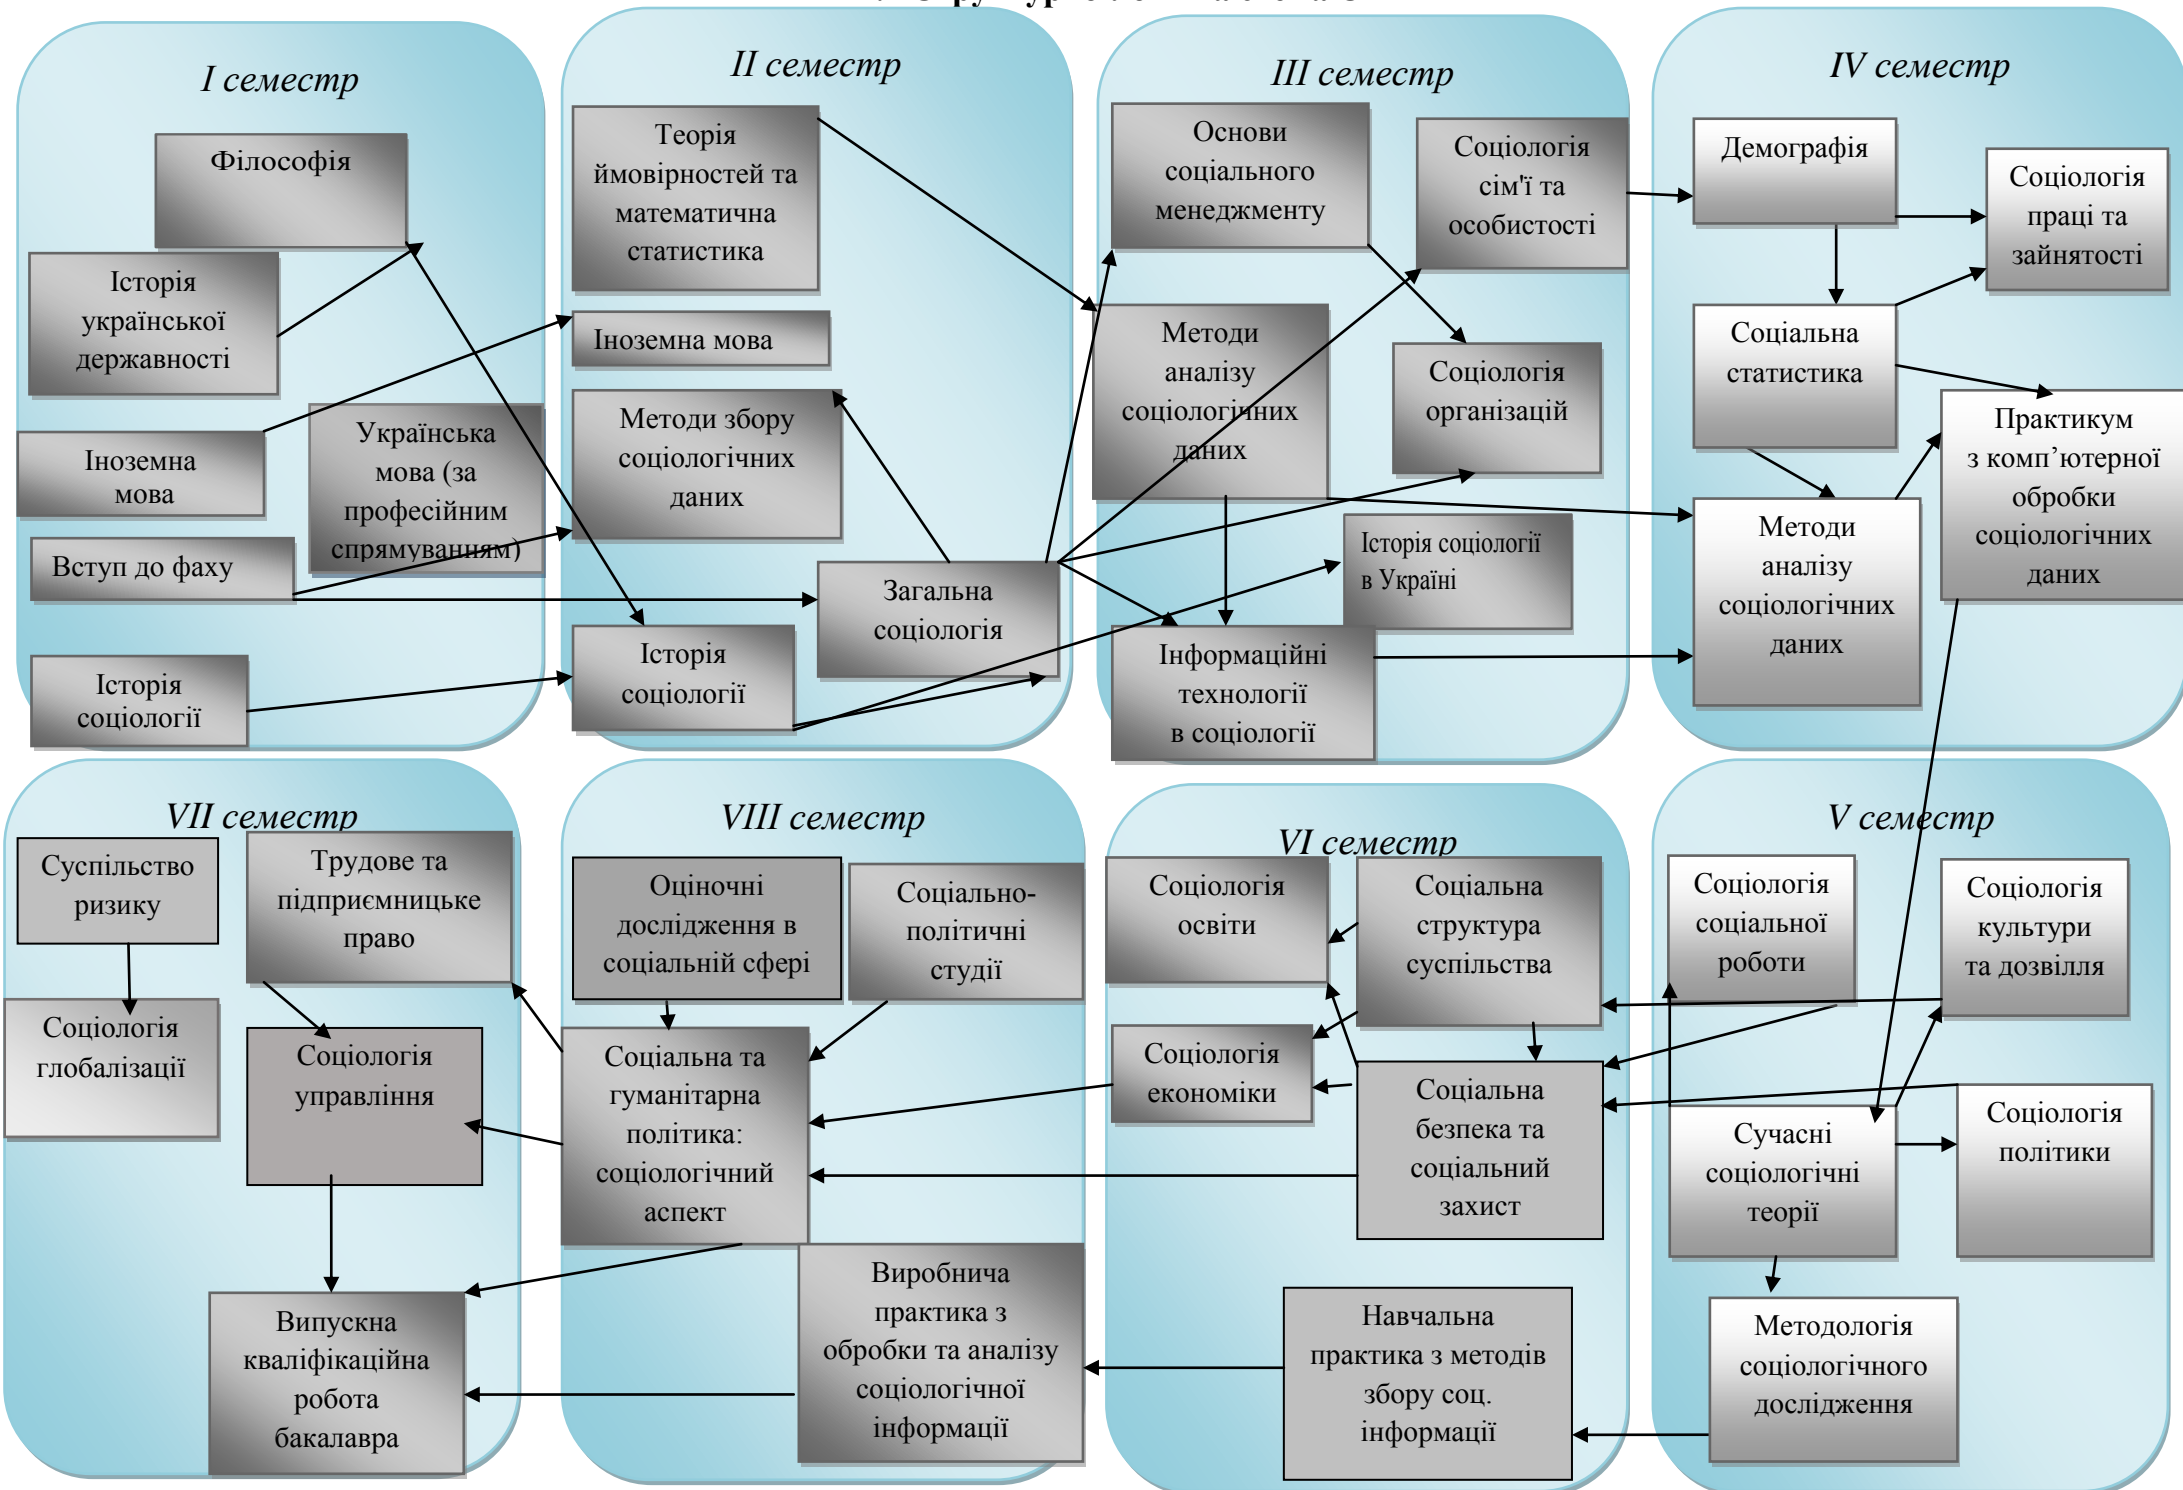 I семестр
Філософія
Історія
української
державності
Українська
мова (за
професійним
спрямуванням)
Іноземна
мова
Вступ до фаху
Історія
соціології
II семестр
Теорія
ймовірностей та
математична
статистика
Іноземна мова
Методи збору
соціологічних
даних
Загальна
соціологія
Історія
соціології
III семестр
Основи
соціального
менеджменту
Соціологія
сім'ї та
особистості
Методи
аналізу
соціологічних
даних
Соціологія
організацій
Історія соціології
в Україні
Інформаційні
технології
в соціології
IV семестр
Демографія
Соціологія
праці та
зайнятості
Соціальна
статистика
Практикум
з комп’ютерної
обробки
соціологічних
даних
Методи
аналізу
соціологічних
даних
VII семестр
Суспільство
ризику
Трудове та
підприємницьке
право
Соціологія
глобалізації
Соціологія
управління
Випускна
кваліфікаційна
робота
бакалавра
VIII семестр
Оціночні
дослідження в
соціальній сфері
Соціально-
політичні
студії
Соціальна та
гуманітарна
політика:
соціологічний
аспект
Виробнича
практика з
обробки та аналізу
соціологічної
інформації
VI семестр
Соціологія
освіти
Соціальна
структура
суспільства
Соціологія
економіки
Соціальна
безпека та
соціальний
захист
Навчальна
практика з методів
збору соц.
інформації
V семестр
Соціологія
соціальної
роботи
Соціологія
культури
та дозвілля
Сучасні
соціологічні
теорії
Соціологія
політики
Методологія
соціологічного
дослідження